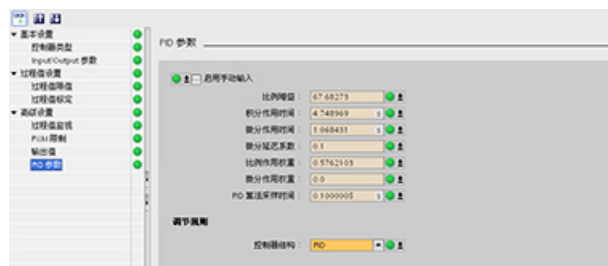 基本设置
控制器类型
Input/Output 参数
过程值设置
过程值限值
过程值标定
高级设置
过程值监视
PWM 限制
输出值
PID 参数
PID 参数
启用手动输入
比例增益： 67.68273
积分作用时间： 4.748969 s
微分作用时间： 1.068431 s
微分延迟系数： 0.1
比例作用权重： 0.5762103
微分作用权重： 0.0
PID 算法采样时间： 0.1000005 s
调节规则
控制器结构： PID